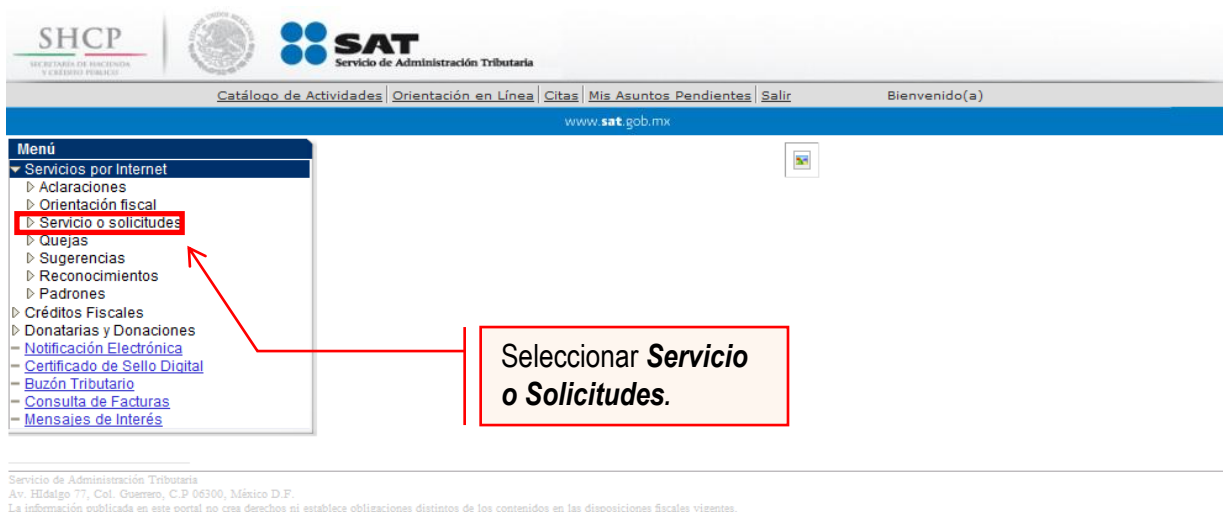 SHCP
SECRETARÍA DE HACIENDA
Y CRÉDITO PÚBLICO
SAT
Servicio de Administración Tributaria
Catálogo de Actividades Orientación en Línea Citas Mis Asuntos Pendientes Salir Bienvenido(a)
www.sat.gob.mx
Menú
Servicios por Internet
Aclaraciones
Orientación fiscal
Servicio o solicitudes
Quejas
Sugerencias
Reconocimientos
Padrones
Créditos Fiscales
Donatarias y Donaciones
Notificación Electrónica
Certificado de Sello Digital
Buzón Tributario
Consulta de Facturas
Mensajes de Interés
Seleccionar Servicio
o Solicitudes.
Servicio de Administración Tributaria
Av. HIdalgo 77, Col. Guerrero, C.P 06300, México D.F.
La información publicada en este portal no crea derechos ni establece obligaciones distintos de los contenidos en las disposiciones fiscales vigentes.